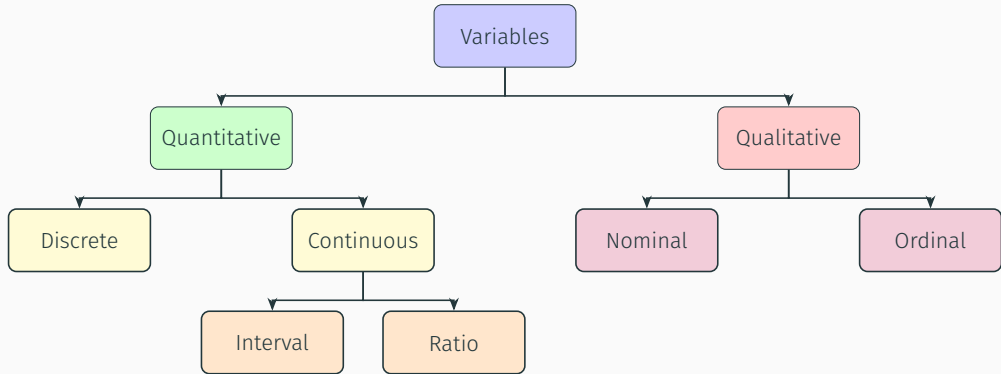 Variables
Quantitative
Qualitative
Discrete
Continuous
Nominal
Ordinal
Interval
Ratio